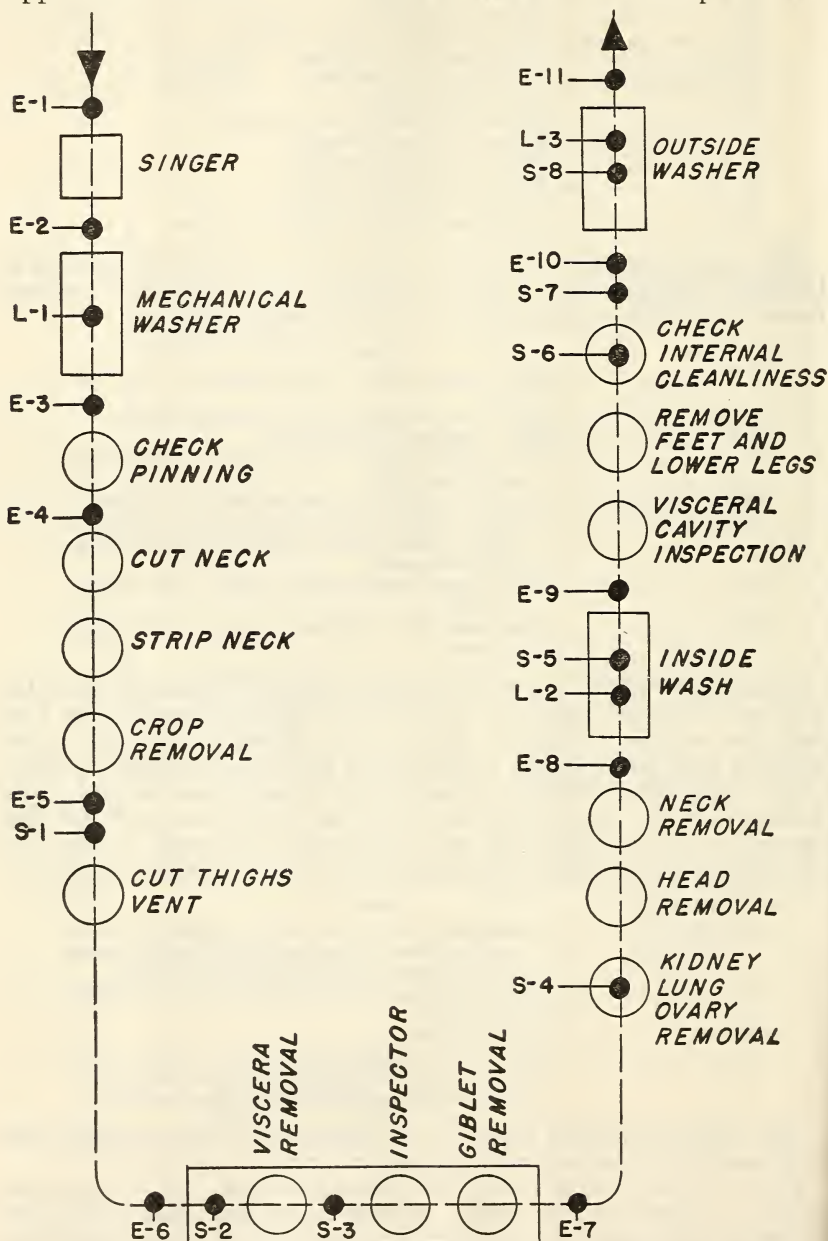 E-1
SINGER
E-2
MECHANICAL
L-1
WASHER
E-3
CHECK
PINNING
E-4
CUT NECK
STRIP NECK
CROP
REMOVAL
E-5
S-1
CUT THIGHS
VENT
E-6
S-2
VISCERA
REMOVAL
S-3
INSPECTOR
GIBLET
REMOVAL
E-7
S-4
KIDNEY
LUNG
OVARY
REMOVAL
HEAD
REMOVAL
NECK
REMOVAL
E-8
L-2
S-5
INSIDE
WASH
E-9
VISCERAL
CAVITY
INSPECTION
REMOVE
FEET AND
LOWER LEGS
S-6
CHECK
INTERNAL
CLEANLINESS
S-7
E-10
S-8
L-3
OUTSIDE
WASHER
E-11